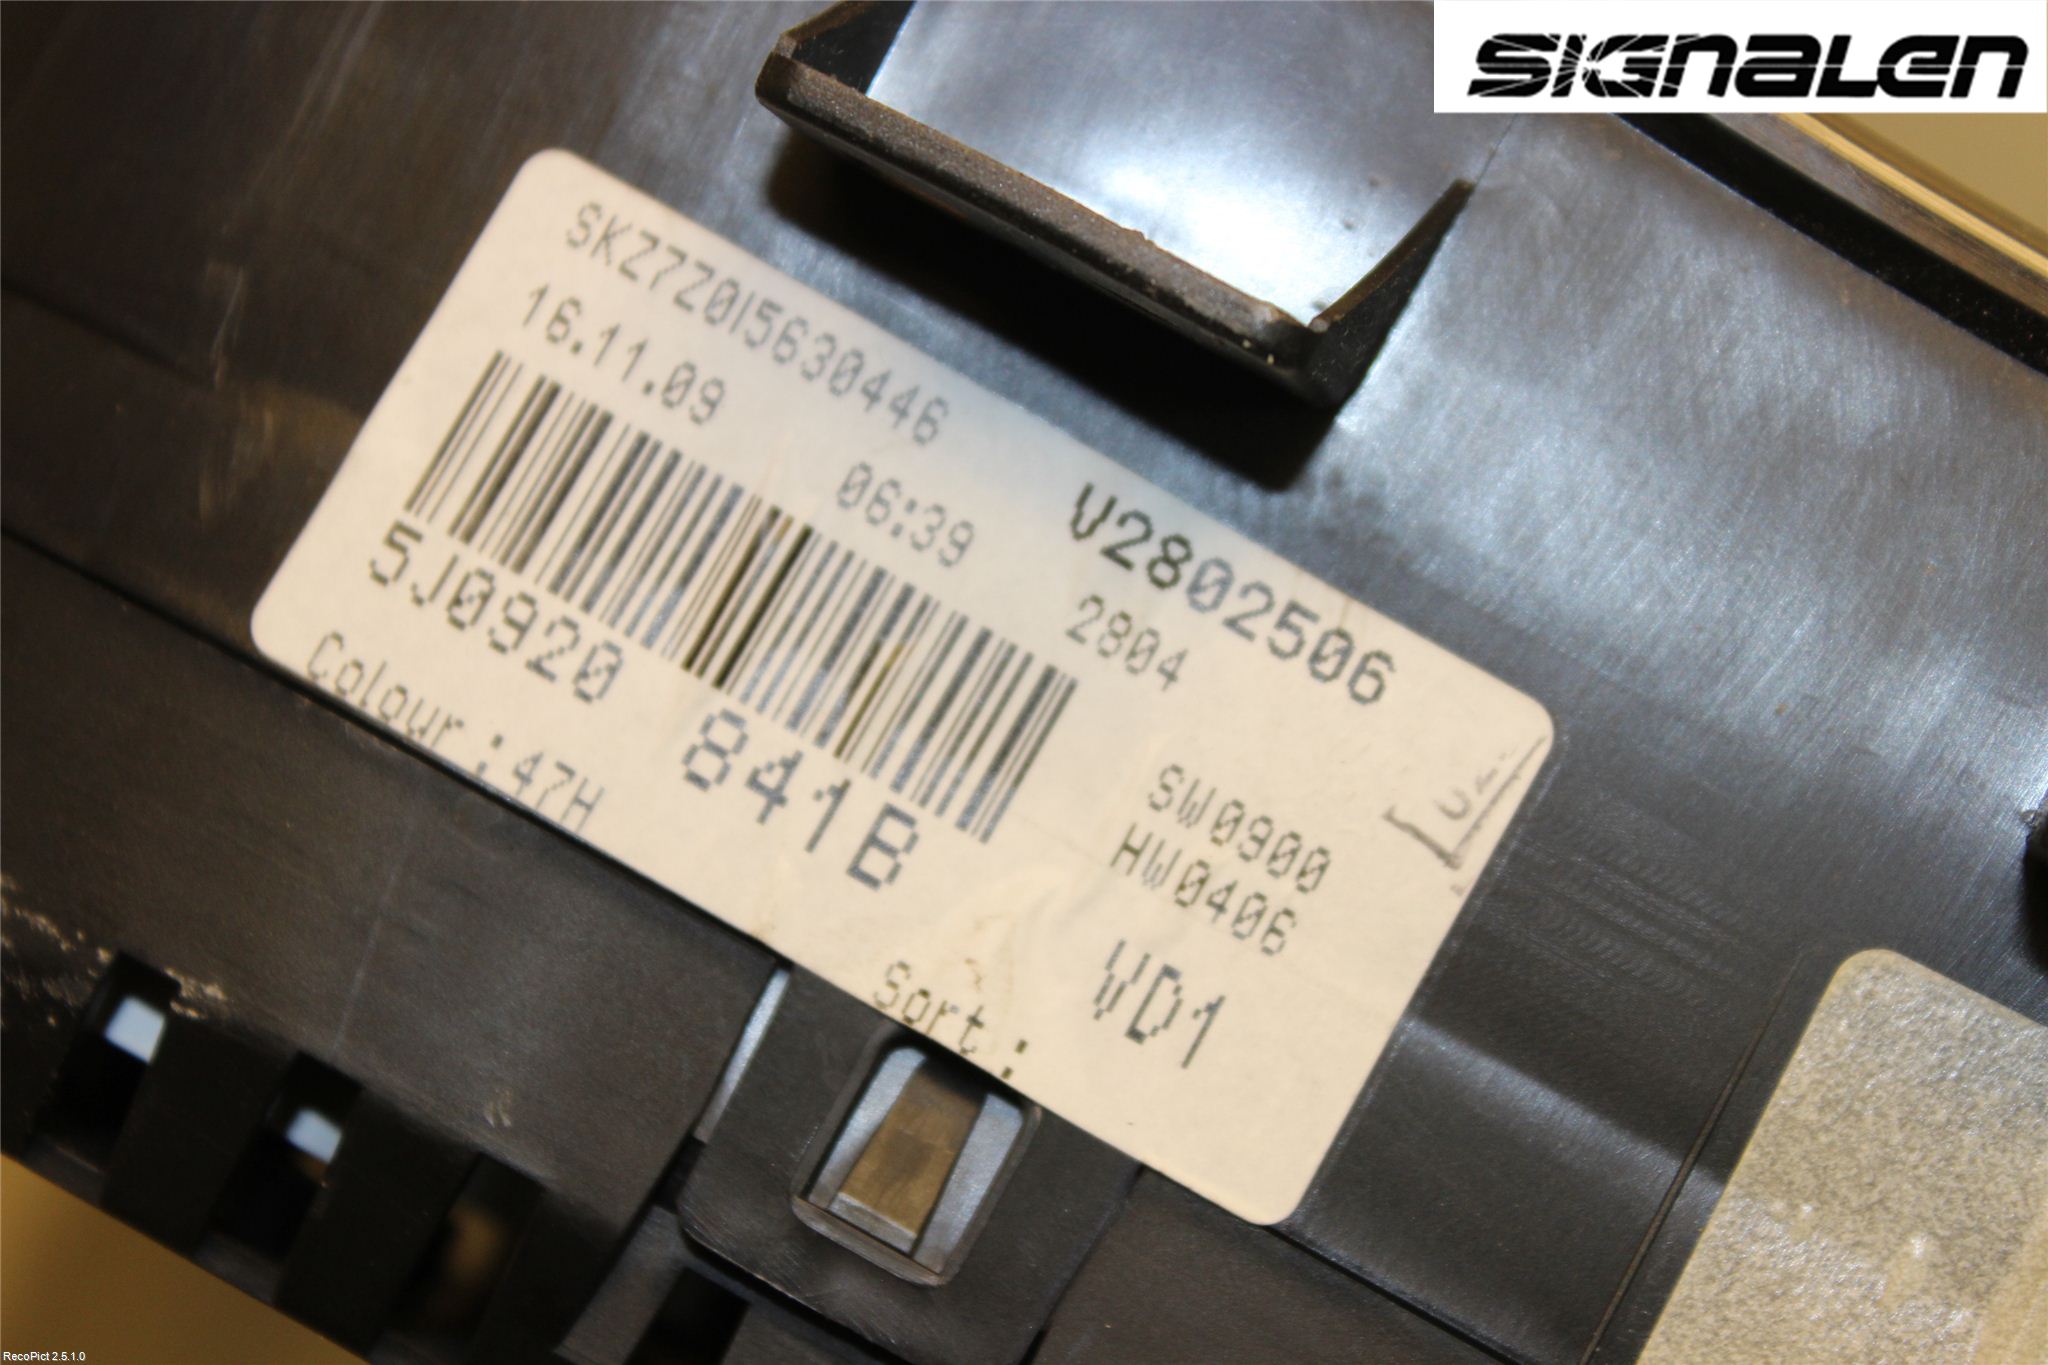 SIGNALEN
SKZ7Z0I5630446
16.11.09 06:39
V2802506
2804
5J0920 841B
SW0900
HW0406
Colour :47H
VD1
Sort :
RecoPict 2.5.1.0